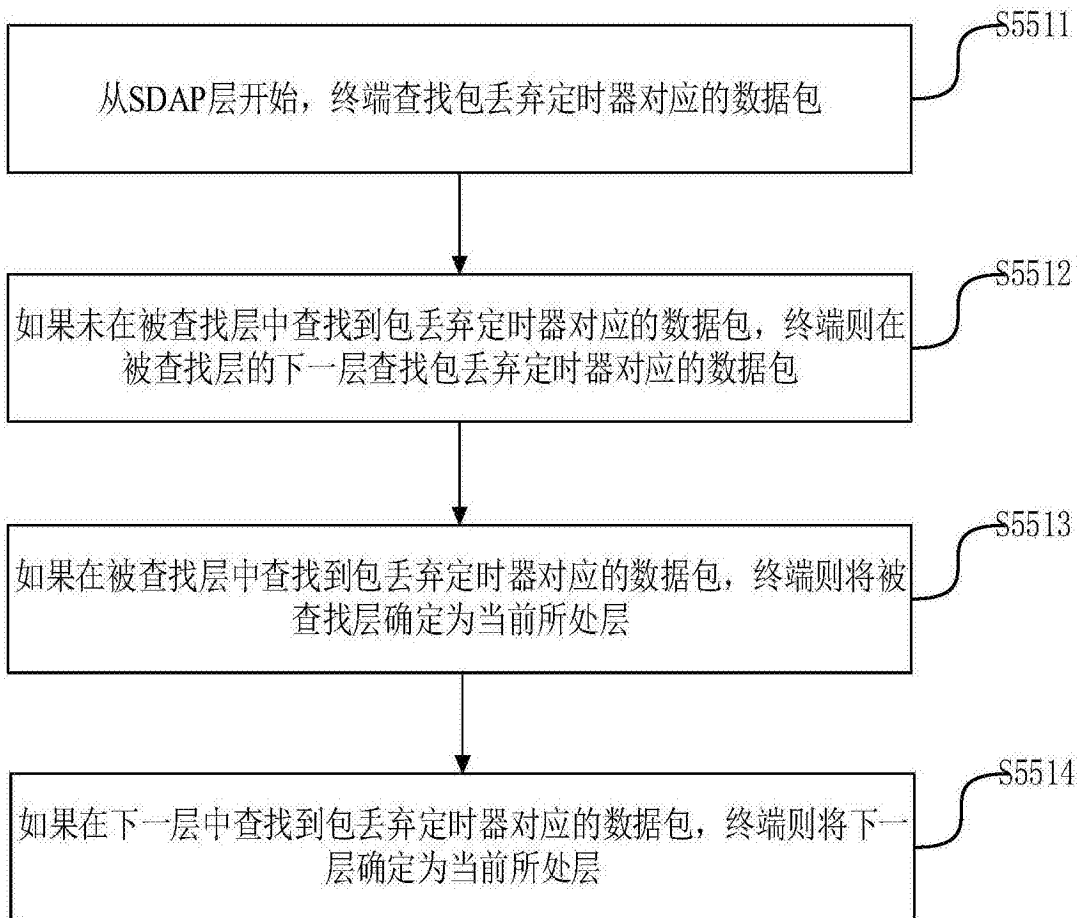 S5511
从SDAP层开始，终端查找包丢弃定时器对应的数据包
S5512
如果未在被查找层中查找到包丢弃定时器对应的数据包，终端则在
被查找层的下一层查找包丢弃定时器对应的数据包
S5513
如果在被查找层中查找到包丢弃定时器对应的数据包，终端则将被
查找层确定为当前所处层
S5514
如果在下一层中查找到包丢弃定时器对应的数据包，终端则将下一
层确定为当前所处层